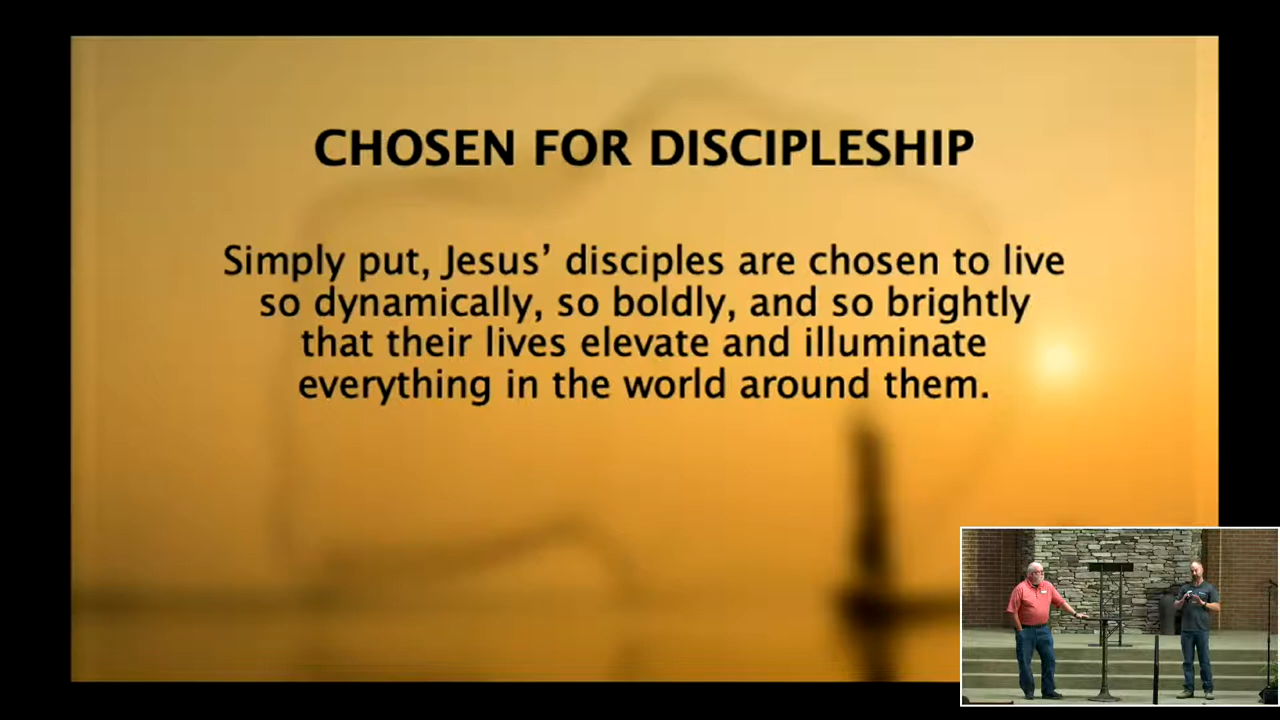 CHOSEN FOR DISCIPLESHIP
Simply put, Jesus’ disciples are chosen to live
so dynamically, so boldly, and so brightly
that their lives elevate and illuminate
everything in the world around them.